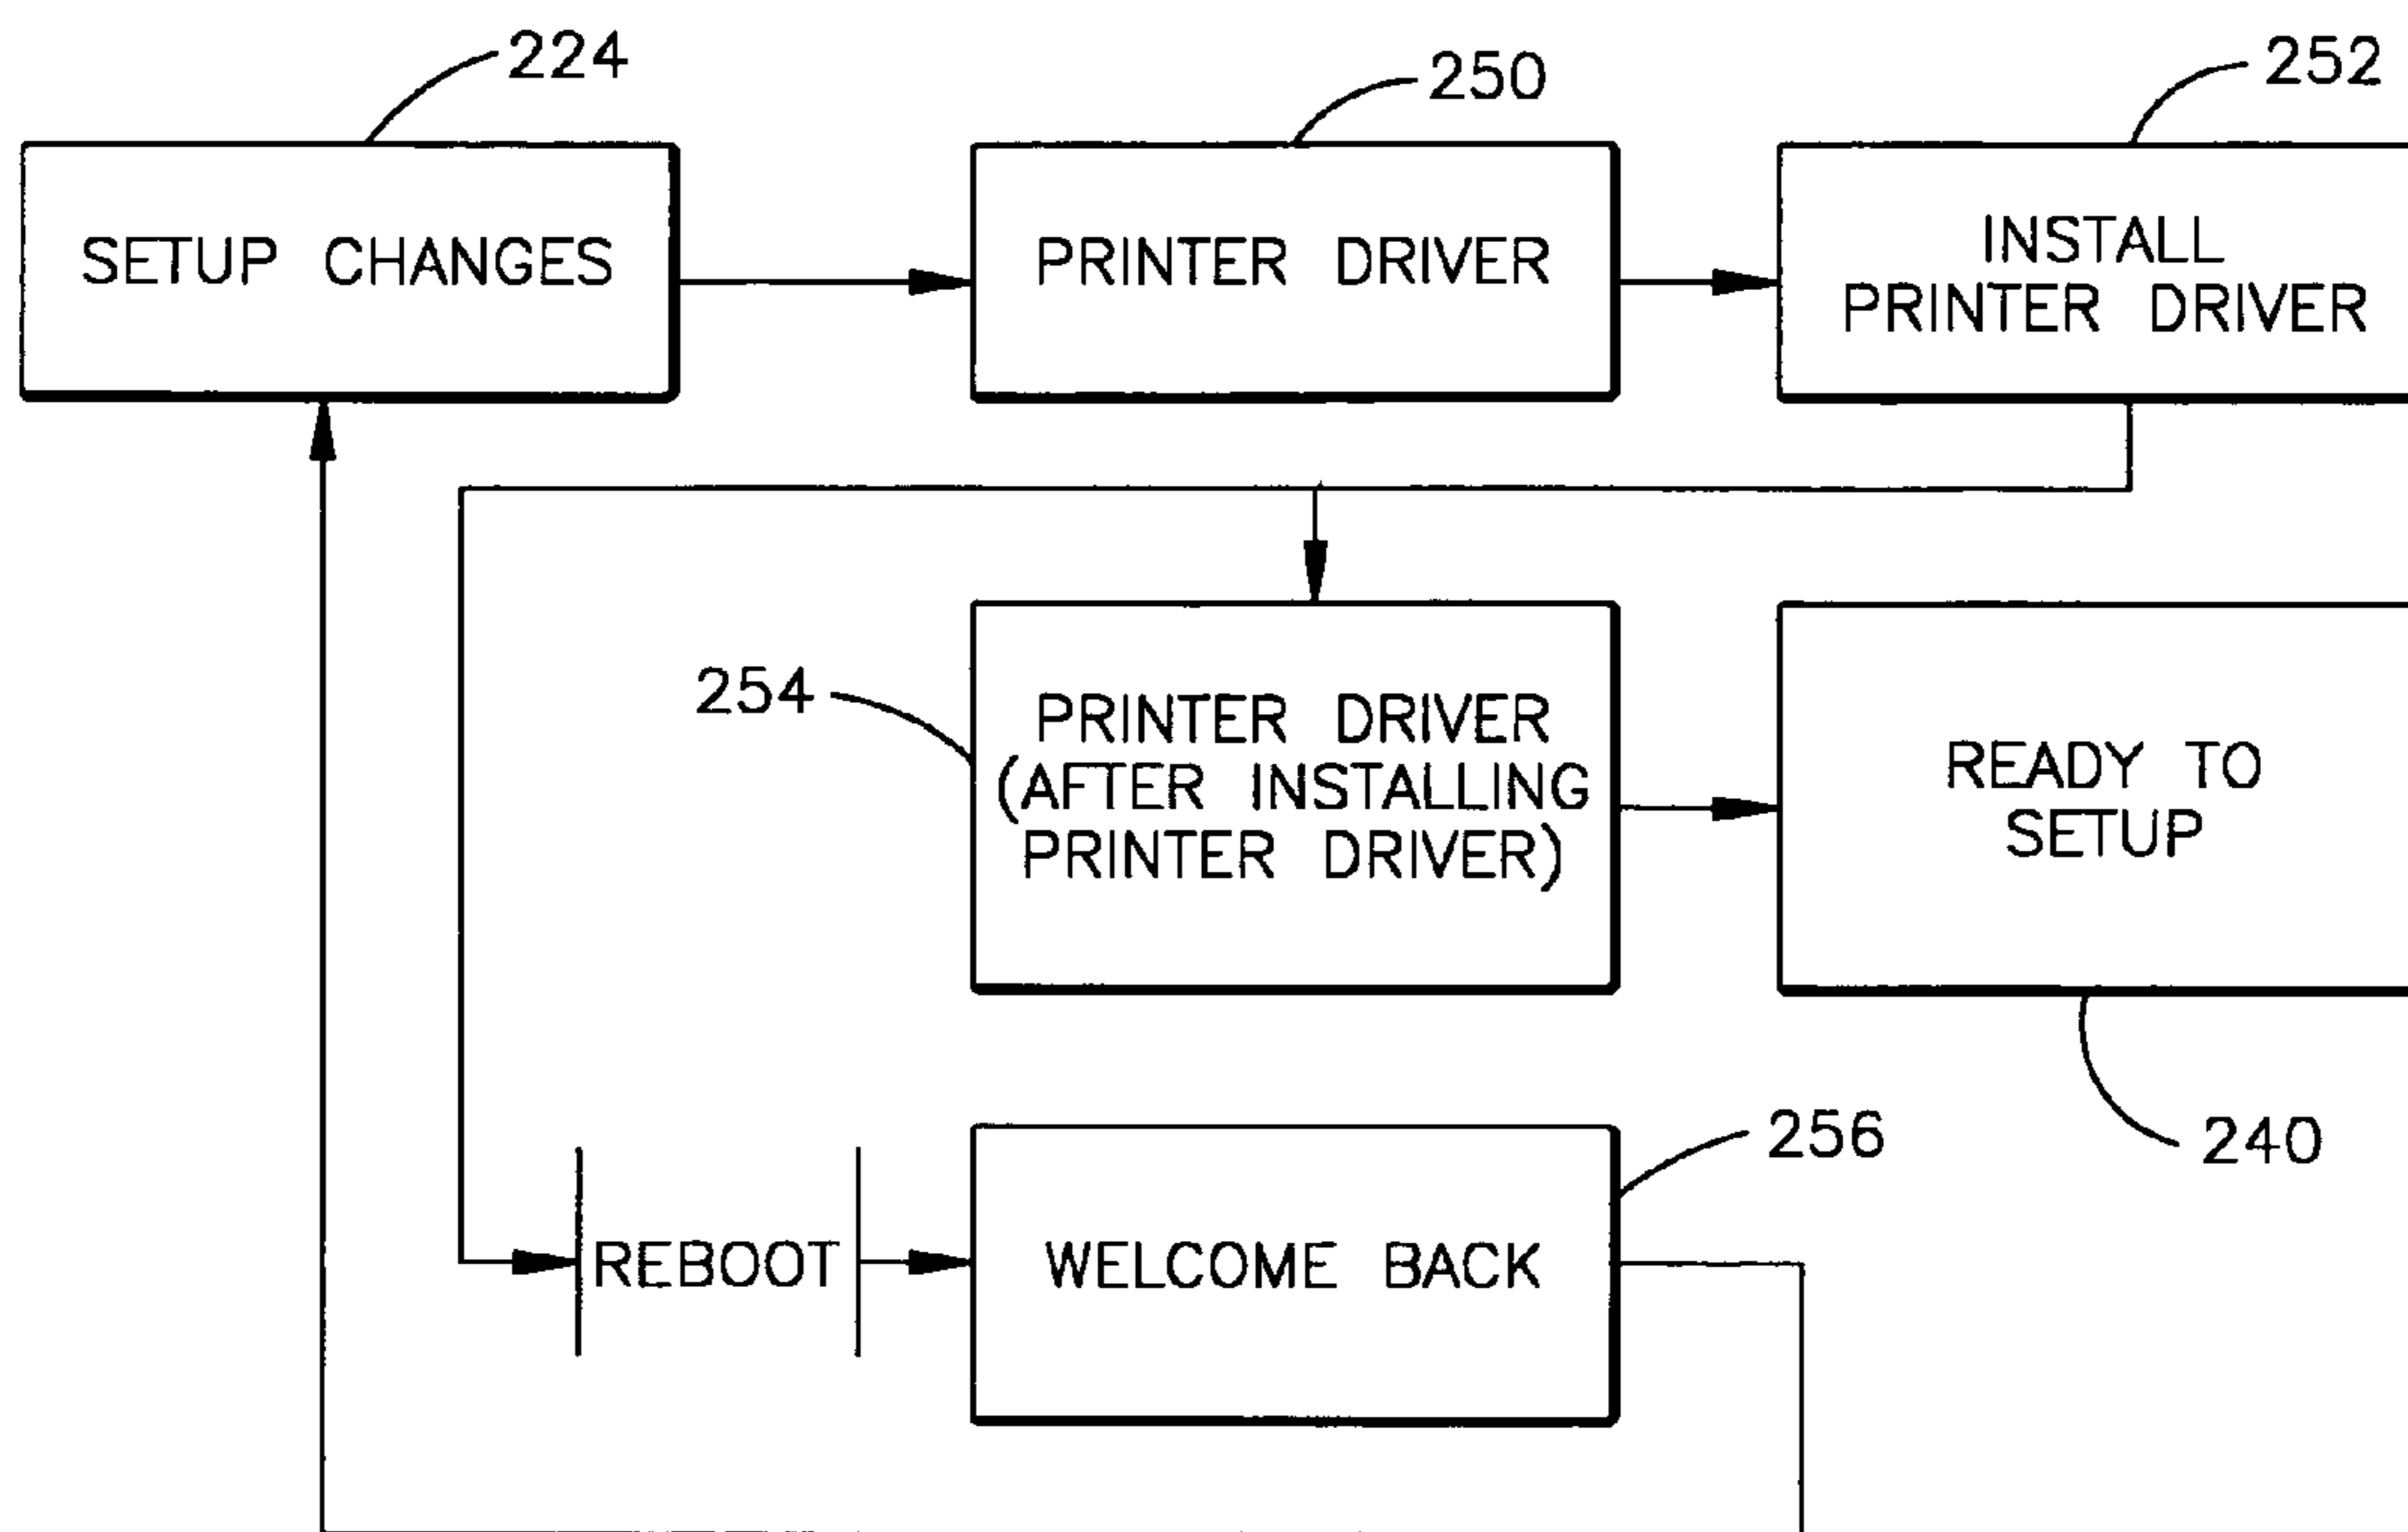 224
250
252
SETUP CHANGES
PRINTER DRIVER
INSTALL
PRINTER DRIVER
254
PRINTER DRIVER
(AFTER INSTALLING
PRINTER DRIVER)
READY TO
SETUP
256
240
REBOOT
WELCOME BACK